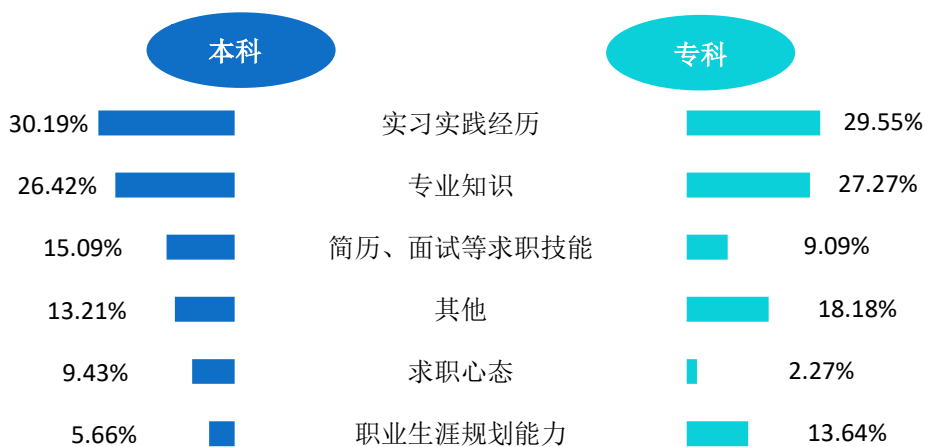 本科 专科
30.19% 实习实践经历 29.55%
26.42% 专业知识 27.27%
15.09% 简历、面试等求职技能 9.09%
13.21% 其他 18.18%
9.43% 求职心态 2.27%
5.66% 职业生涯规划能力 13.64%